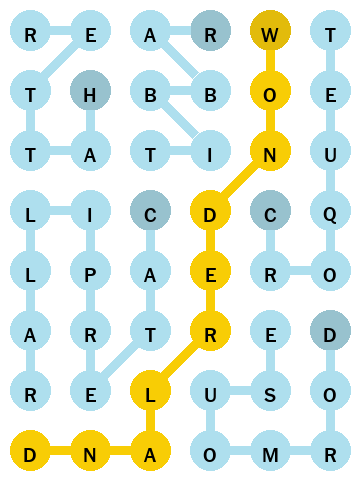 R E A R W T
T H B B O E
T A T I N U
L I C D C Q
L P A E R O
A R T R E D
R E L U S O
D N A O M R